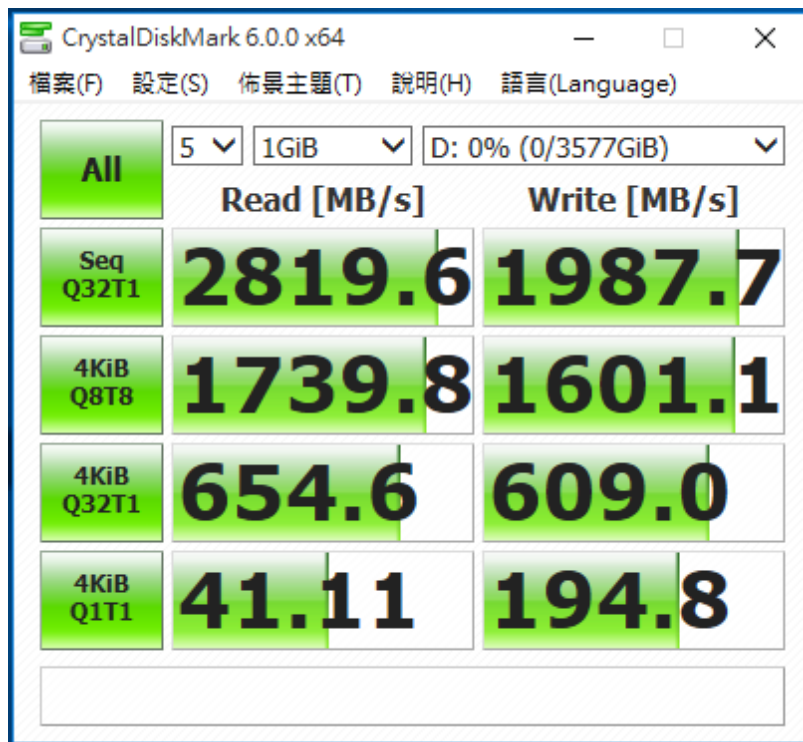 CrystalDiskMark 6.0.0 x64
檔案(F) 設定(S) 佈景主題(T) 說明(H) 語言(Language)
All 5 1GiB D: 0% (0/3577GiB)
Read [MB/s] Write [MB/s]
Seq Q32T1 2819.6 1987.7
4KiB Q8T8 1739.8 1601.1
4KiB Q32T1 654.6 609.0
4KiB Q1T1 41.11 194.8